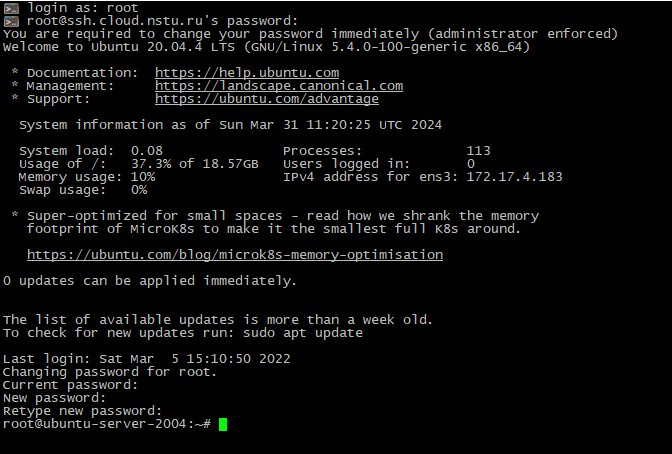 login as: root
root@ssh.cloud.nstu.ru's password:
You are required to change your password immediately (administrator enforced)
Welcome to Ubuntu 20.04.4 LTS (GNU/Linux 5.4.0-100-generic x86_64)
* Documentation: https://help.ubuntu.com
* Management: https://landscape.canonical.com
* Support: https://ubuntu.com/advantage
System information as of Sun Mar 31 11:20:25 UTC 2024
System load: 0.08 Processes: 113
Usage of /: 37.3% of 18.57GB Users logged in: 0
Memory usage: 10% IPv4 address for ens3: 172.17.4.183
Swap usage: 0%
* Super-optimized for small spaces - read how we shrank the memory
footprint of MicroK8s to make it the smallest full K8s around.
https://ubuntu.com/blog/microk8s-memory-optimisation
0 updates can be applied immediately.
The list of available updates is more than a week old.
To check for new updates run: sudo apt update
Last login: Sat Mar 5 15:10:50 2022
Changing password for root.
Current password:
New password:
Retype new password:
root@ubuntu-server-2004:~#